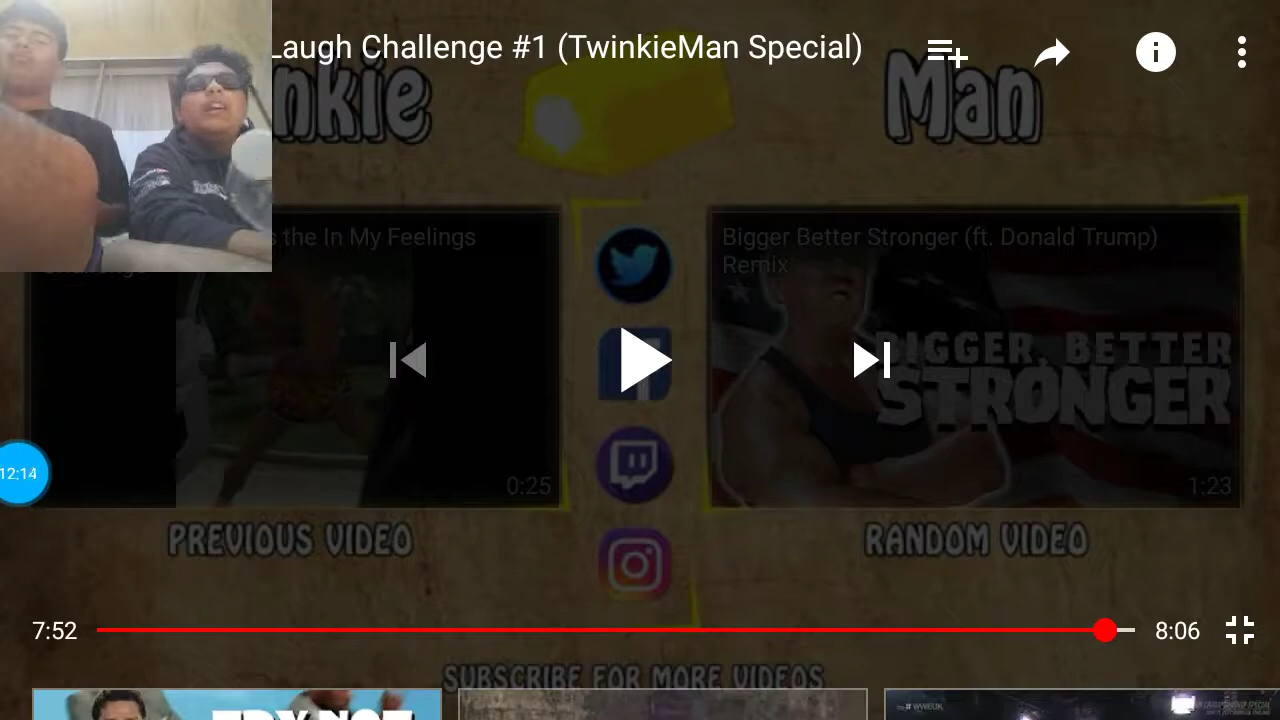 Laugh Challenge #1 (TwinkieMan Special)
nkie
Man
s the In My Feelings
Bigger Better Stronger (ft. Donald Trump)
Remix
BIGGER, BETTER
STRONGER
12:14
0:25
1:23
PREVIOUS VIDEO
RANDOM VIDEO
7:52
8:06
SUBSCRIBE FOR MORE VIDEOS
TRY NOT